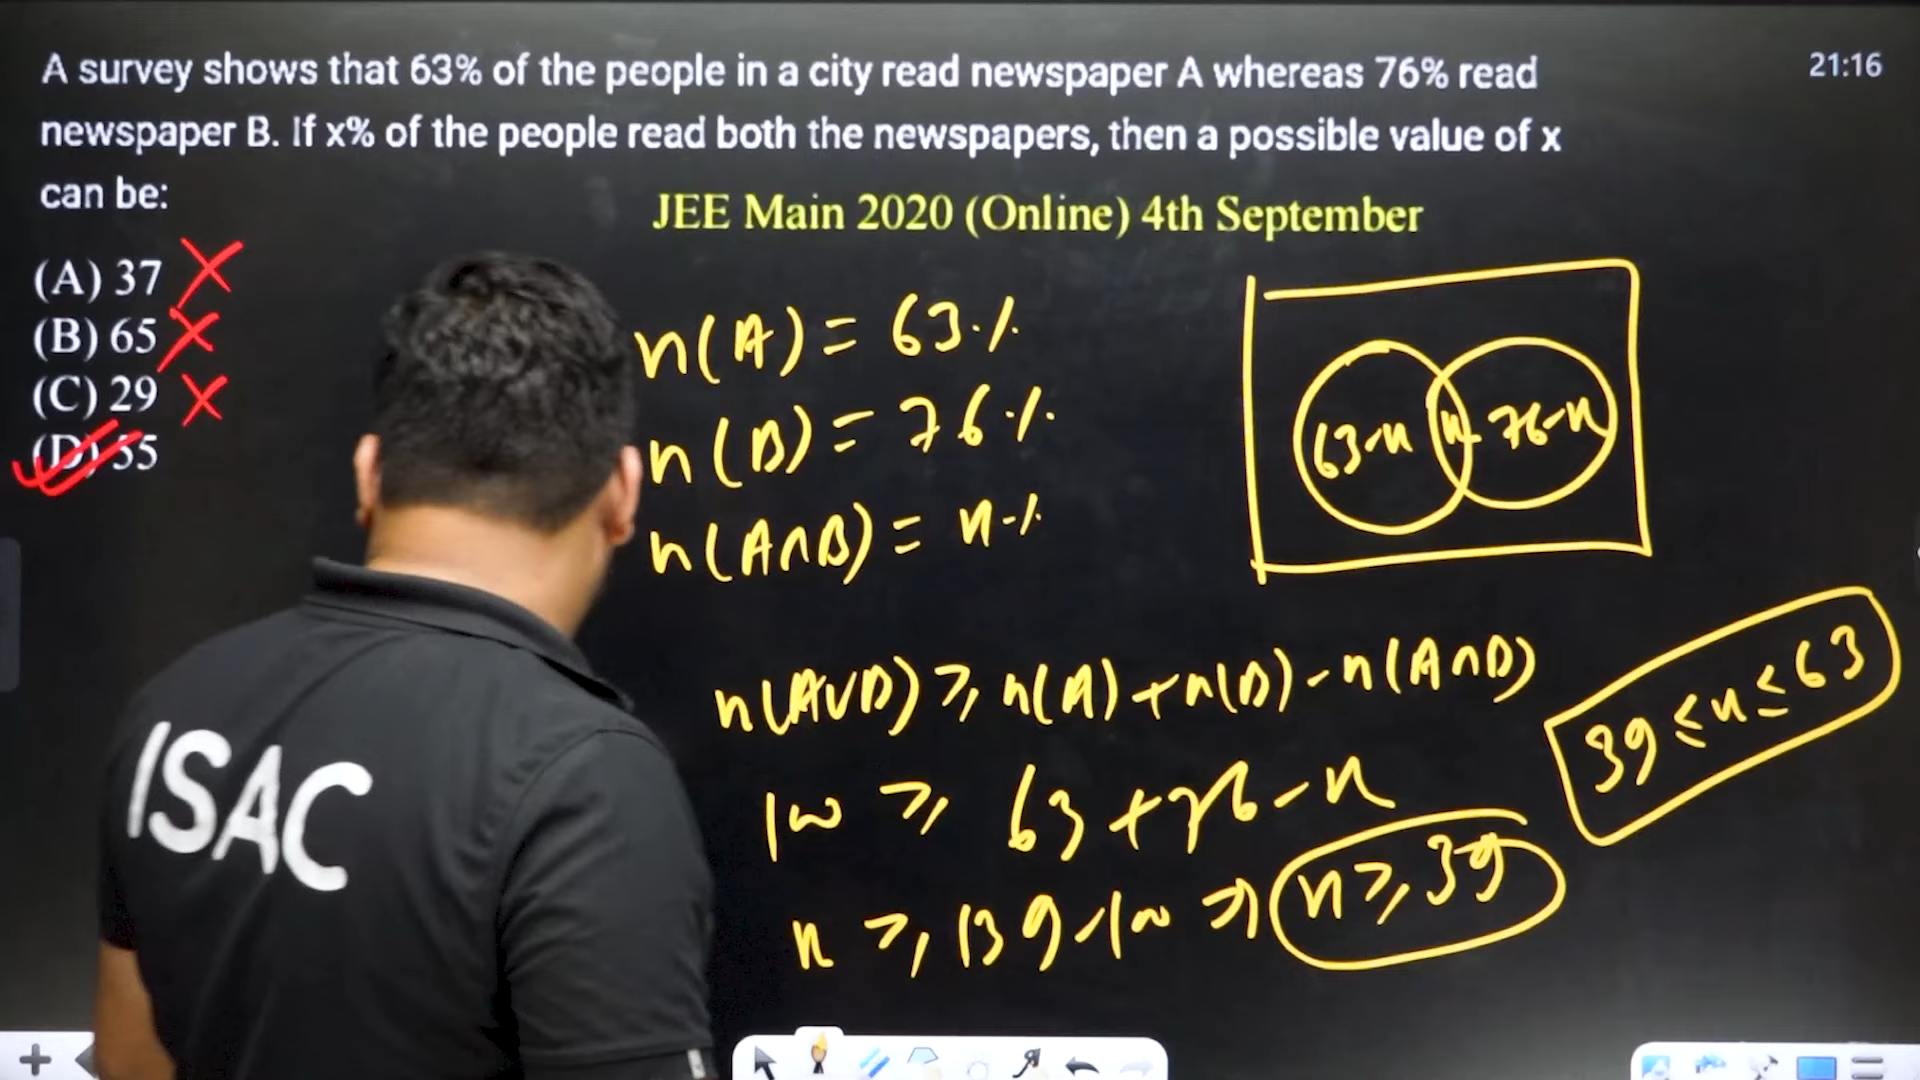 A survey shows that 63% of the people in a city read newspaper A whereas 76% read
newspaper B. If x% of the people read both the newspapers, then a possible value of x
can be:
21:16
JEE Main 2020 (Online) 4th September
(A) 37
(B) 65
(C) 29
(D) 55
n(A) = 63%
n(B) = 76%
n(A∩B) = x%
63-x x 76-x
n(A∪B) ≥ n(A) + n(B) - n(A∩B)
100 ≥ 63 + 76 - x
x ≥ 139 - 100 ⇒ x ≥ 39
39 ≤ x ≤ 63
ISAC